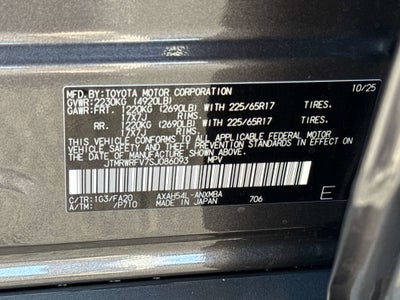 MFD.BY:TOYOTA MOTOR CORPORATION 10/25
GVWR:2230KG (4920LB)
GAWR: FRT. 1220KG (2690LB) WITH 225/65R17 TIRES.
17X7J RIMS.
RR. 1220KG (2690LB) WITH 225/65R17 TIRES.
17X7J RIMS.
THIS VEHICLE CONFORMS TO ALL APPLICABLE FEDERAL MOTOR
VEHICLE SAFETY AND THEFT PREVENTION STANDARDS IN EFFECT
ON THE DATE OF MANUFACTURE SHOWN ABOVE.
JTMRWRFV7SJ086093 MPV
C/TR:1G3/FA20 AXAH54L-ANXMBA
A/TM: /P710 MADE IN JAPAN 706 E